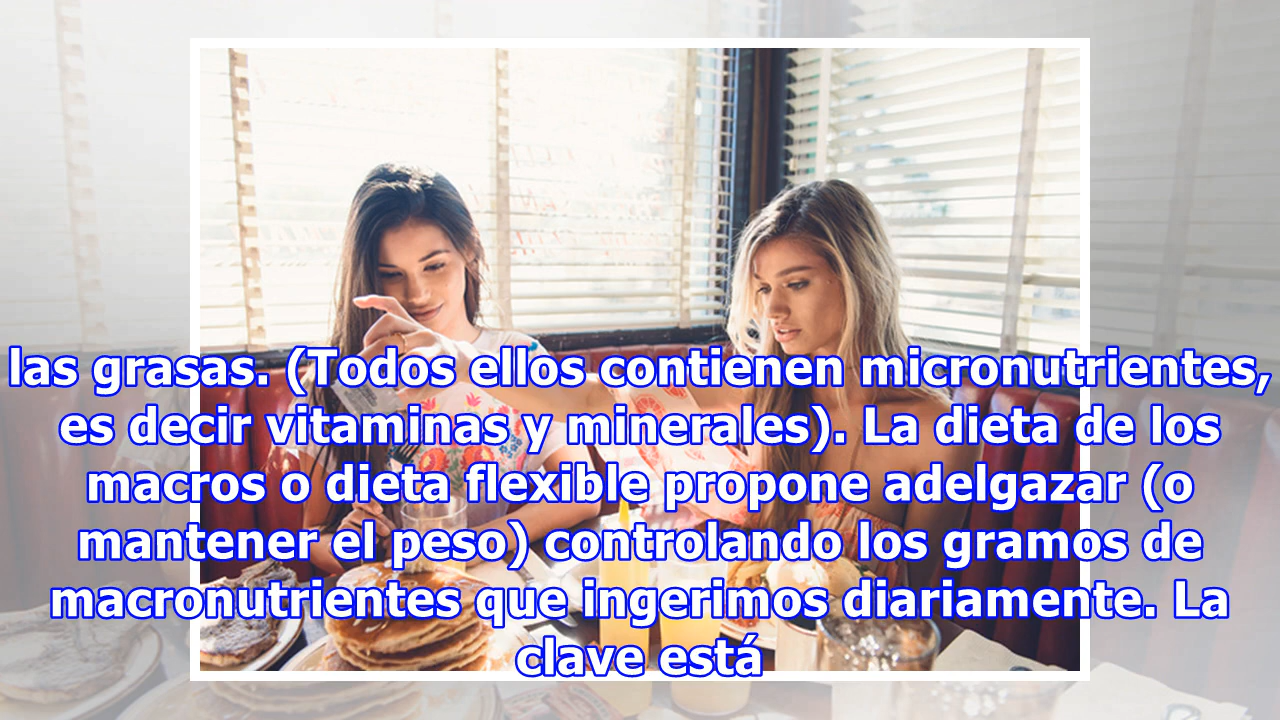 las grasas. (Todos ellos contienen micronutrientes,
es decir vitaminas y minerales). La dieta de los
macros o dieta flexible propone adelgazar (o
mantener el peso) controlando los gramos de
macronutrientes que ingerimos diariamente. La
clave está